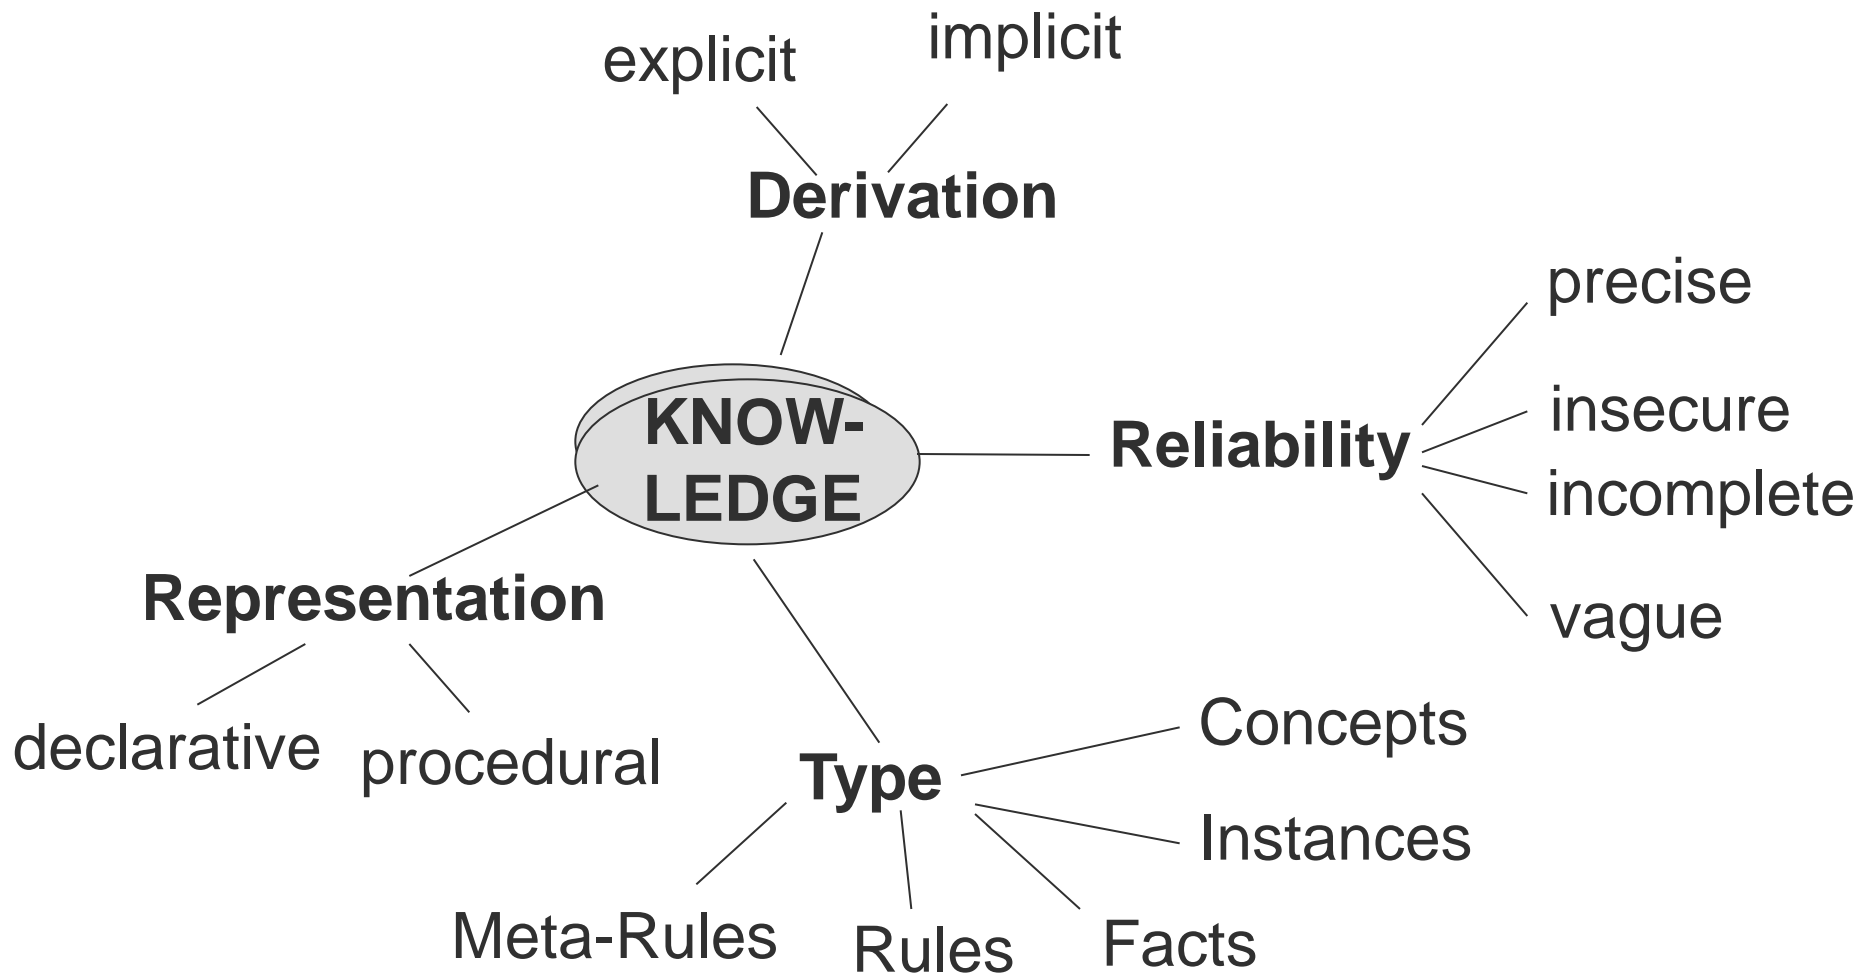 explicit
implicit
Derivation
precise
insecure
incomplete
vague
Reliability
KNOW-
LEDGE
Representation
declarative
procedural
Type
Concepts
Instances
Facts
Rules
Meta-Rules